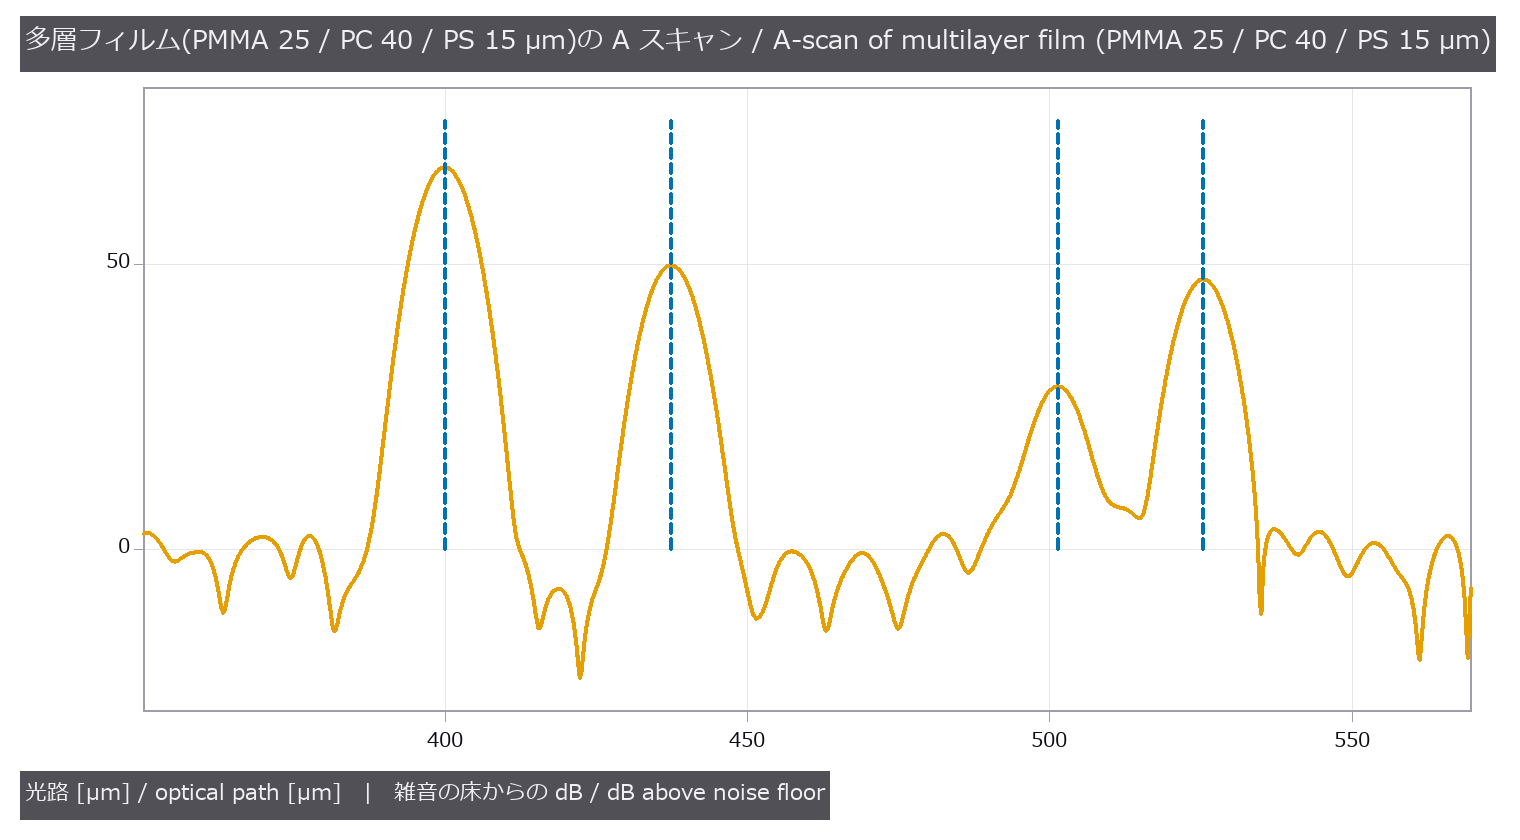 多層フィルム(PMMA 25 / PC 40 / PS 15 µm)の A スキャン / A-scan of multilayer film (PMMA 25 / PC 40 / PS 15 µm)
50
0
400 450 500 550
光路 [µm] / optical path [µm] | 雑音の床からの dB / dB above noise floor